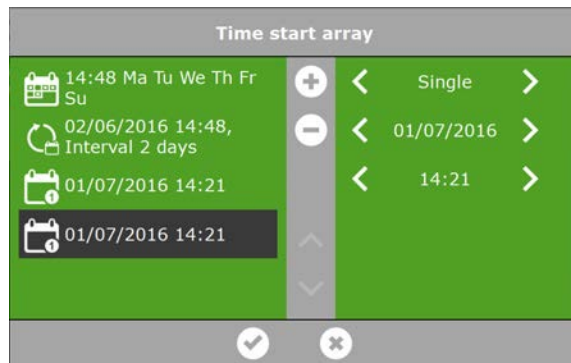 Time start array
14:48 Ma Tu We Th Fr
Su
02/06/2016 14:48,
Interval 2 days
01/07/2016 14:21
01/07/2016 14:21
Single
01/07/2016
14:21